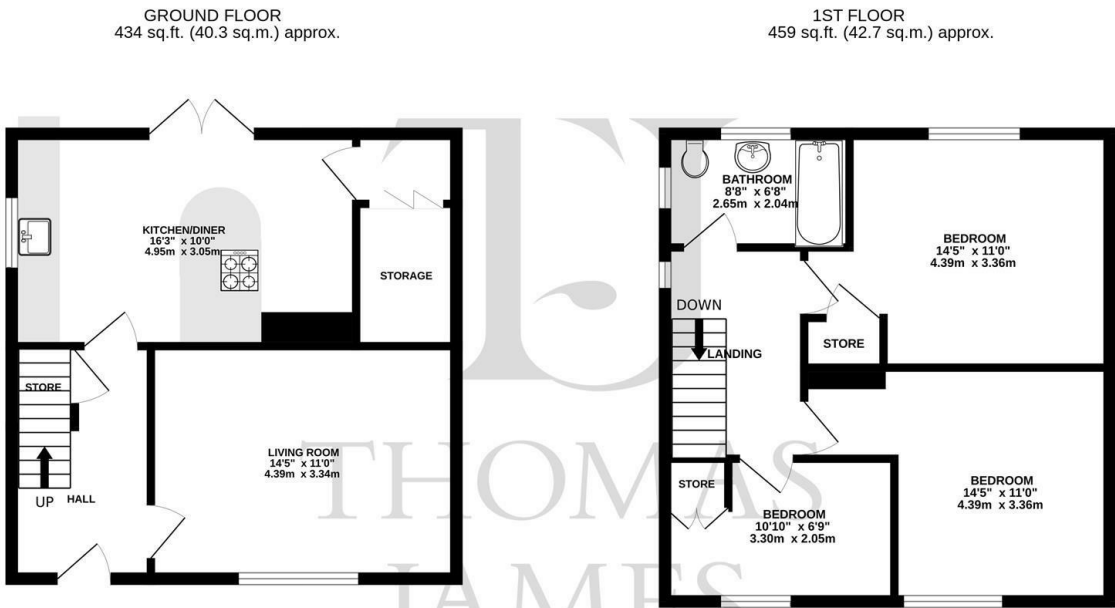 GROUND FLOOR
434 sq.ft. (40.3 sq.m.) approx.
KITCHEN/DINER
16'3" x 10'0"
4.95m x 3.05m
STORAGE
STORE
UP
HALL
LIVING ROOM
14'5" x 11'0"
4.39m x 3.34m
1ST FLOOR
459 sq.ft. (42.7 sq.m.) approx.
BATHROOM
8'8" x 6'8"
2.65m x 2.04m
BEDROOM
14'5" x 11'0"
4.39m x 3.36m
DOWN
LANDING
STORE
STORE
BEDROOM
10'10" x 6'9"
3.30m x 2.05m
BEDROOM
14'5" x 11'0"
4.39m x 3.36m
THOMAS
JAMES